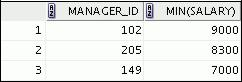 MANAGER_ID MIN(SALARY)
1 102 9000
2 205 8300
3 149 7000